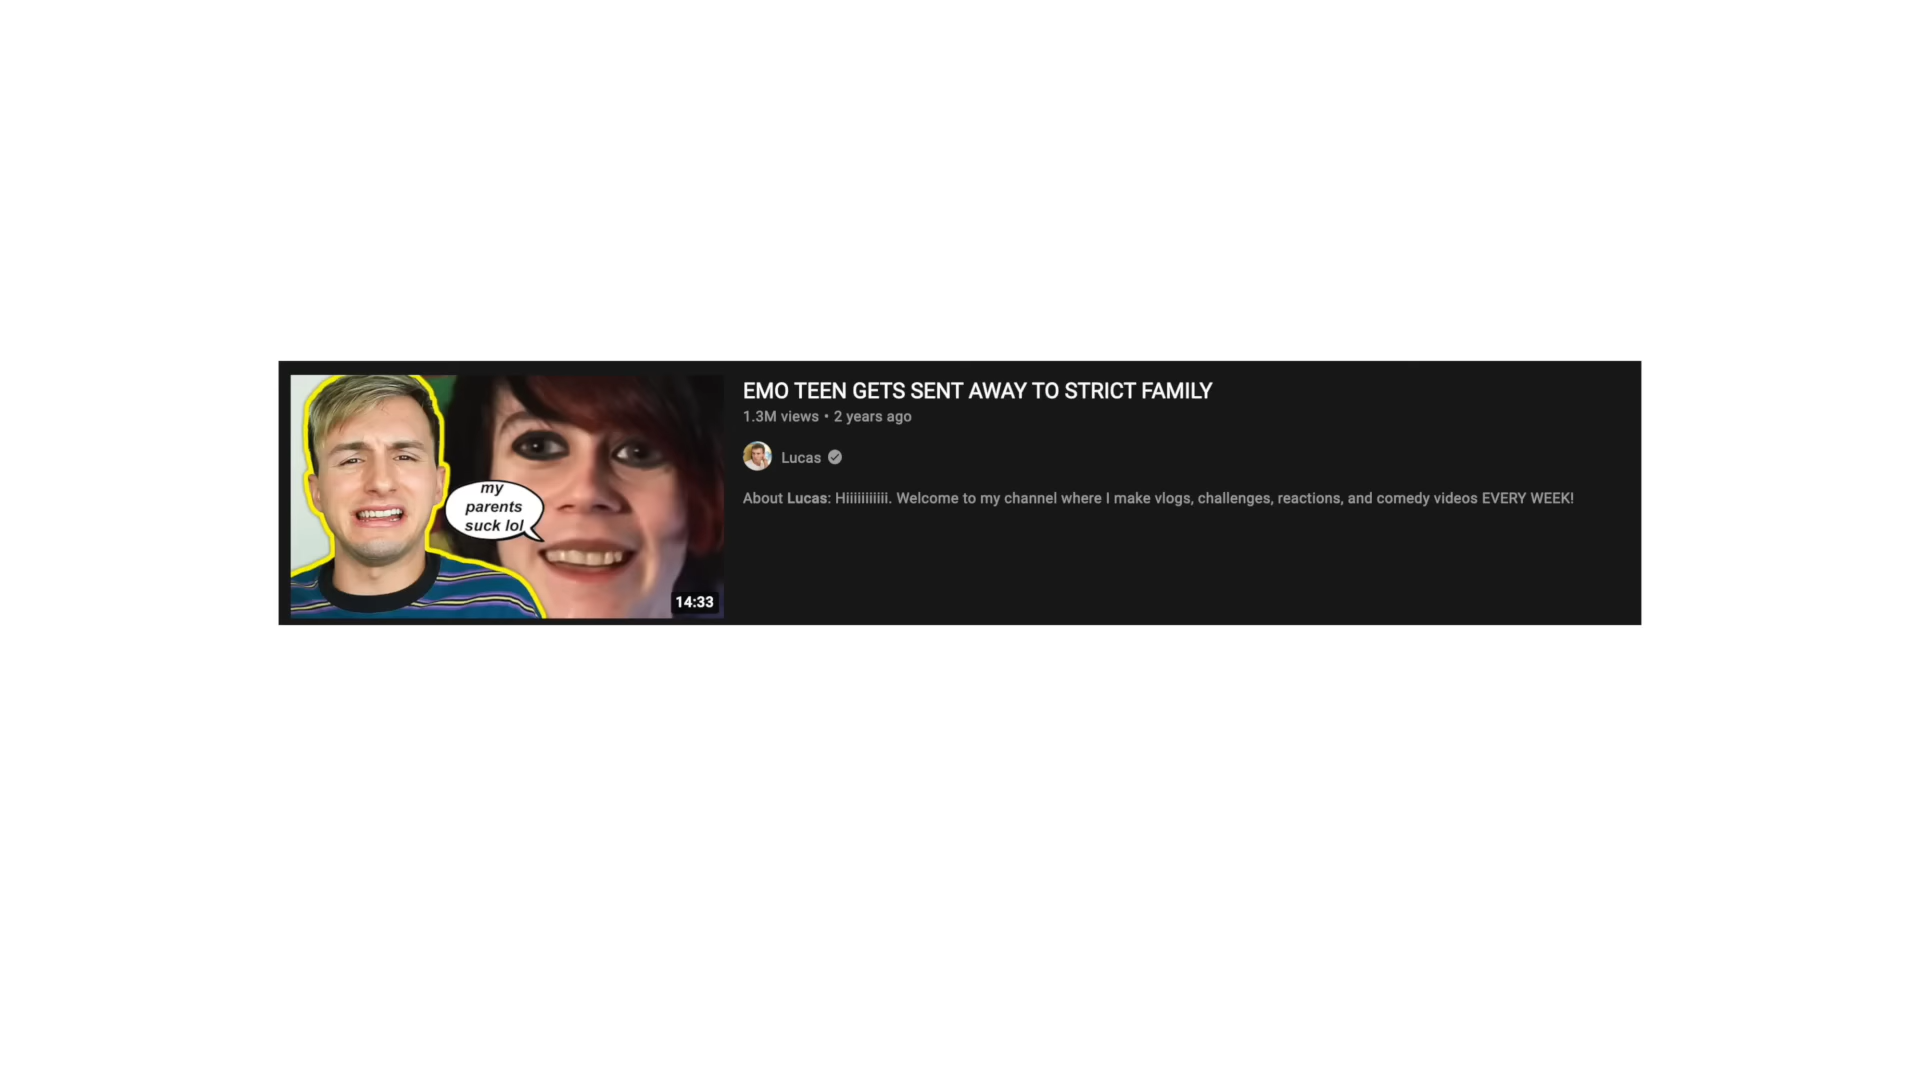 my
parents
suck lol
14:33
EMO TEEN GETS SENT AWAY TO STRICT FAMILY
1.3M views • 2 years ago
Lucas
About Lucas: Hiiiiiiiiiii. Welcome to my channel where I make vlogs, challenges, reactions, and comedy videos EVERY WEEK!